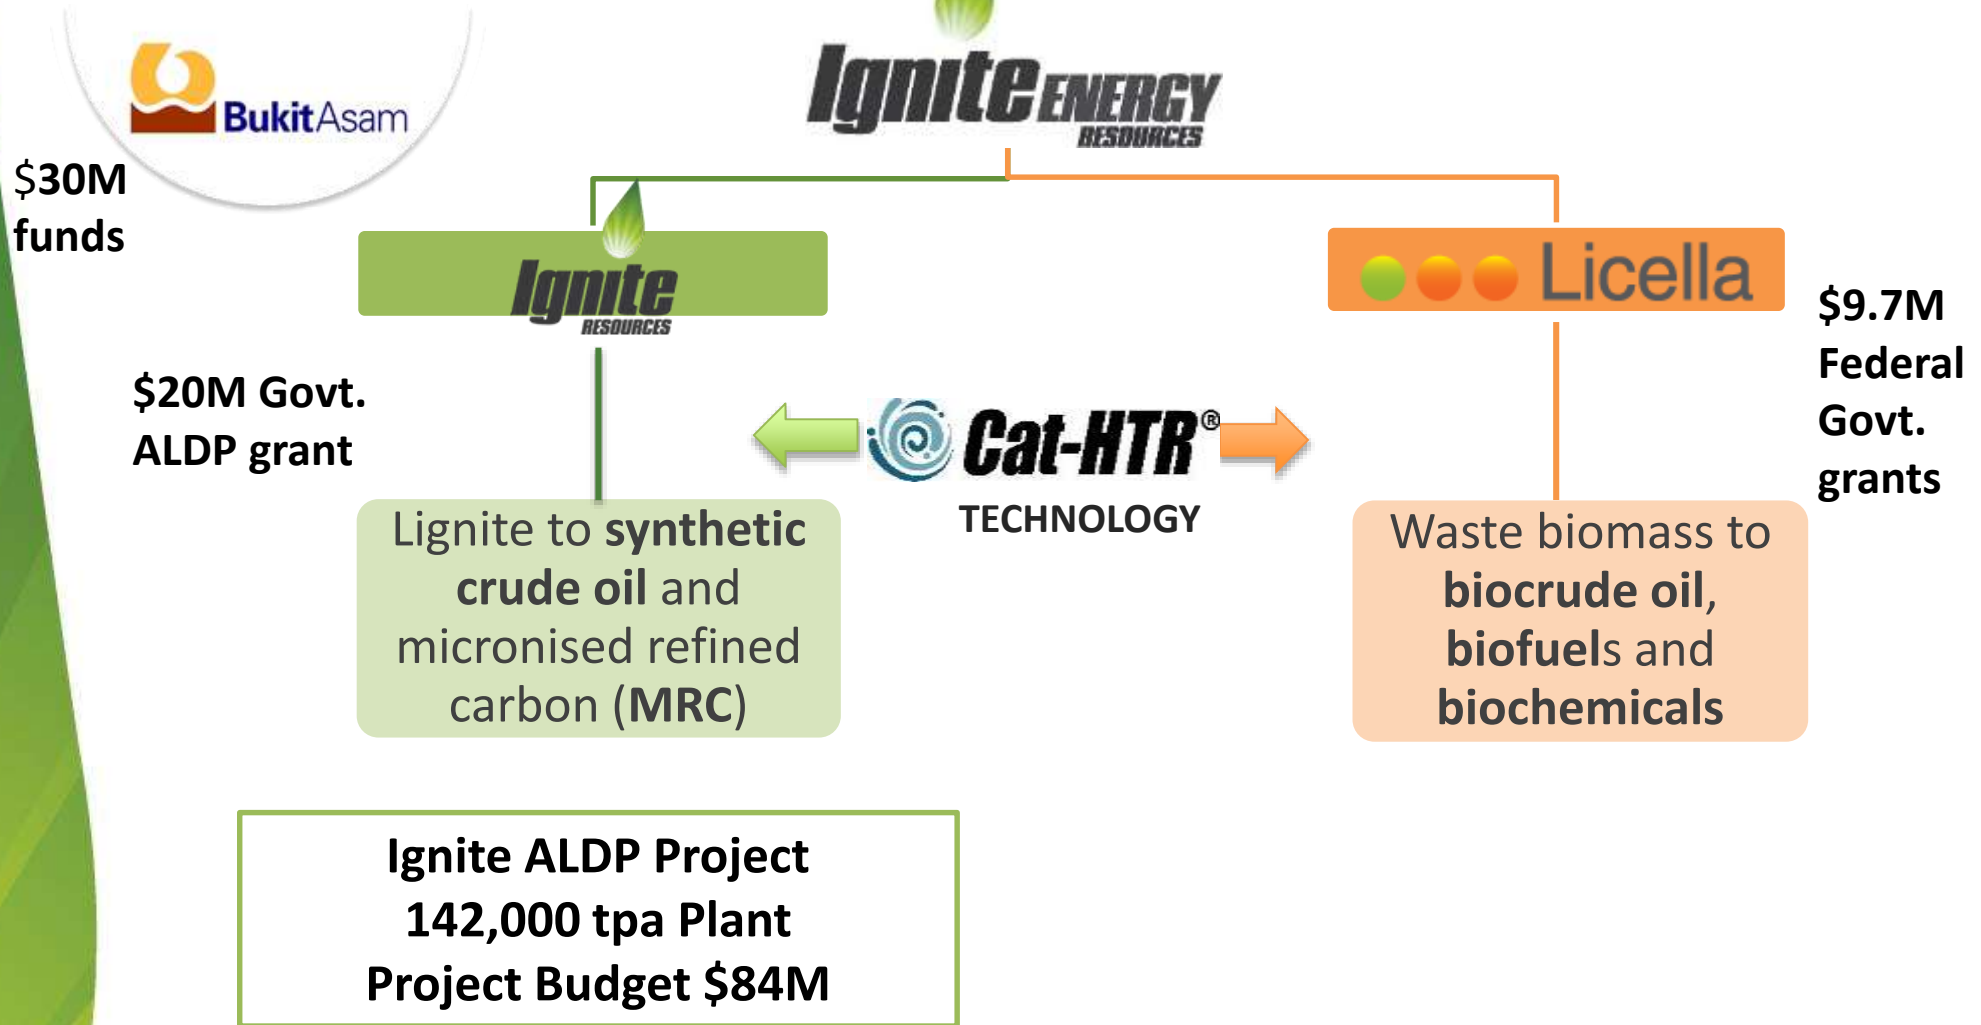 BukitAsam
Ignite ENERGY
RESOURCES
$30M
funds
Ignite
RESOURCES
Licella
$9.7M
Federal
Govt.
grants
$20M Govt.
ALDP grant
Cat-HTR®
TECHNOLOGY
Lignite to synthetic
crude oil and
micronised refined
carbon (MRC)
Waste biomass to
biocrude oil,
biofuels and
biochemicals
Ignite ALDP Project
142,000 tpa Plant
Project Budget $84M